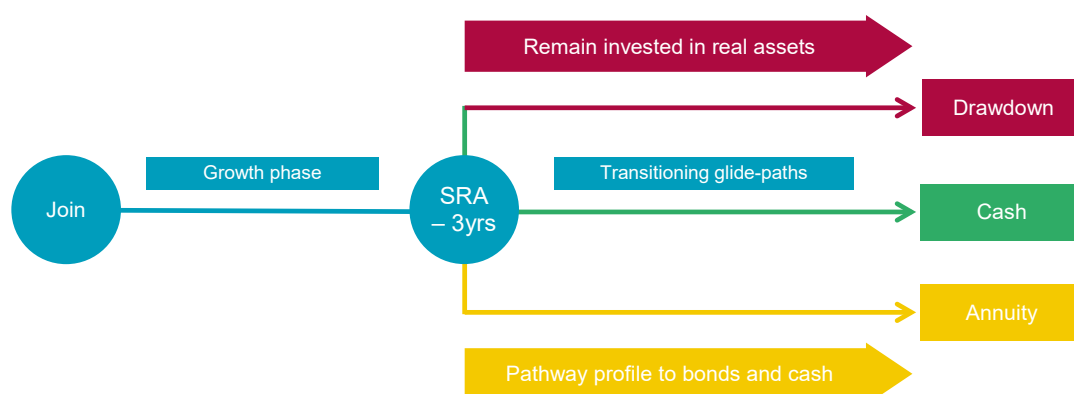 Remain invested in real assets
Drawdown
Growth phase
Transitioning glide-paths
Join
SRA
– 3yrs
Cash
Annuity
Pathway profile to bonds and cash